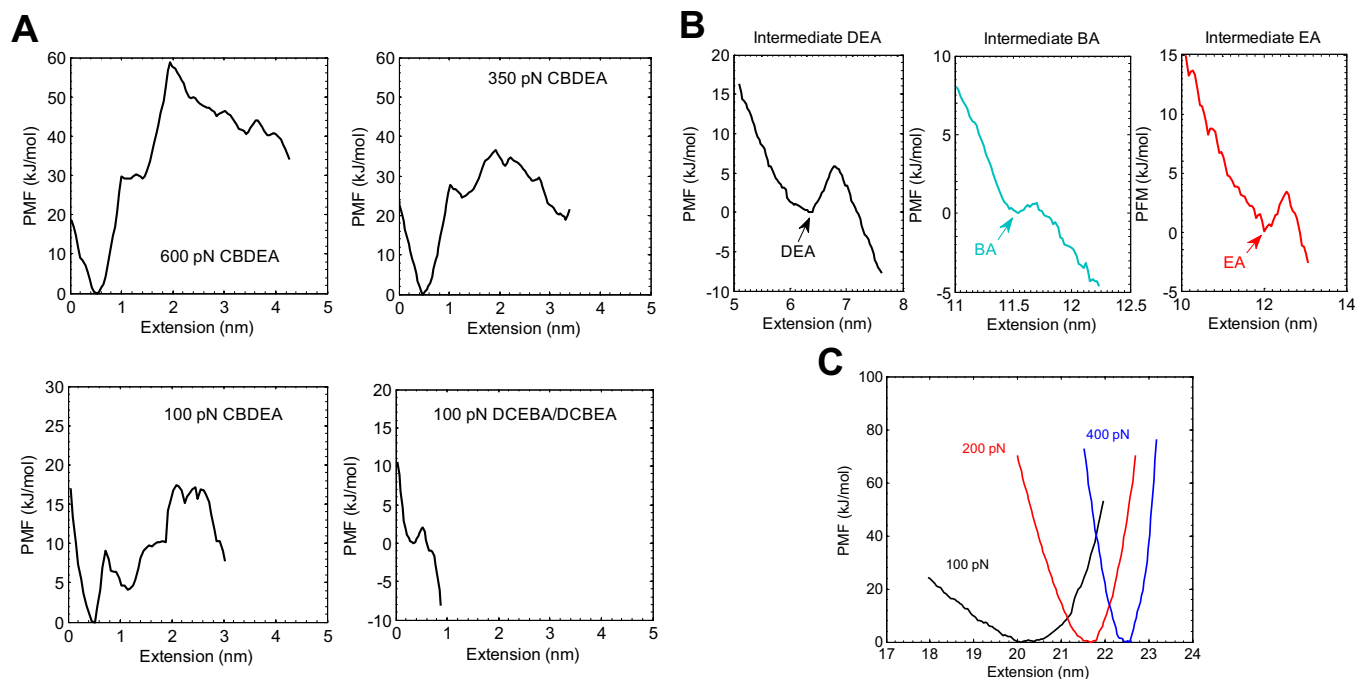 A
60
50
40
30
20
10
0
PMF (kJ/mol)
600 pN CBDEA
0 1 2 3 4 5
Extension (nm)
60
50
40
30
20
10
0
PMF (kJ/mol)
350 pN CBDEA
0 1 2 3 4 5
Extension (nm)
30
25
20
15
10
5
0
PMF (kJ/mol)
100 pN CBDEA
0 1 2 3 4 5
Extension (nm)
20
15
10
5
0
-5
-10
PMF (kJ/mol)
100 pN DCEBA/DCBEA
0 1 2 3 4 5
Extension (nm)
B
Intermediate DEA
20
15
10
5
0
-5
-10
PMF (kJ/mol)
DEA
5 6 7 8
Extension (nm)
Intermediate BA
10
5
0
-5
PMF (kJ/mol)
BA
11 11.5 12 12.5
Extension (nm)
Intermediate EA
15
10
5
0
-5
PFM (kJ/mol)
EA
10 12 14
Extension (nm)
C
100
80
60
40
20
0
PMF (kJ/mol)
100 pN
200 pN
400 pN
17 18 19 20 21 22 23 24
Extension (nm)